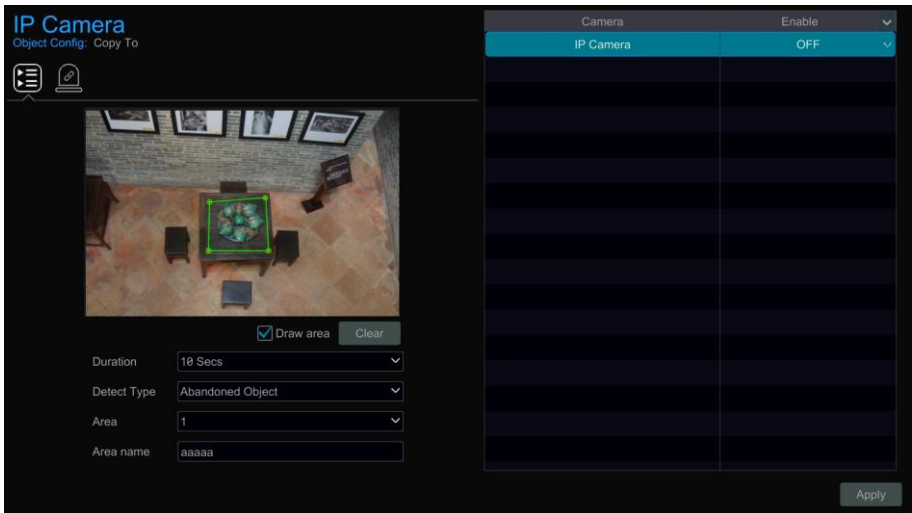 IP Camera
Object Config: Copy To
Camera Enable
IP Camera OFF
Draw area Clear
Duration 10 Secs
Detect Type Abandoned Object
Area 1
Area name aaaaa
Apply